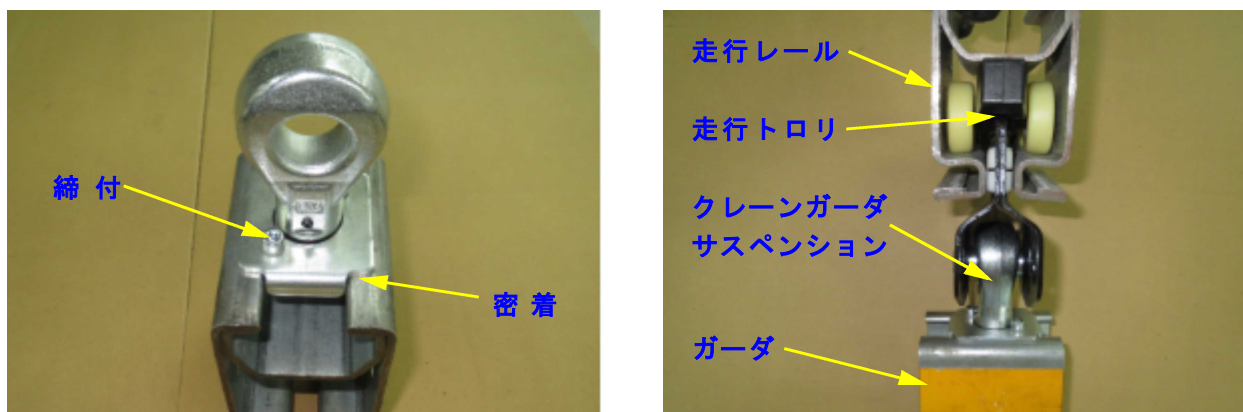 締 付
密 着
走行レール
走行トロリ
クレーンガーダ
サスペンション
ガーダ